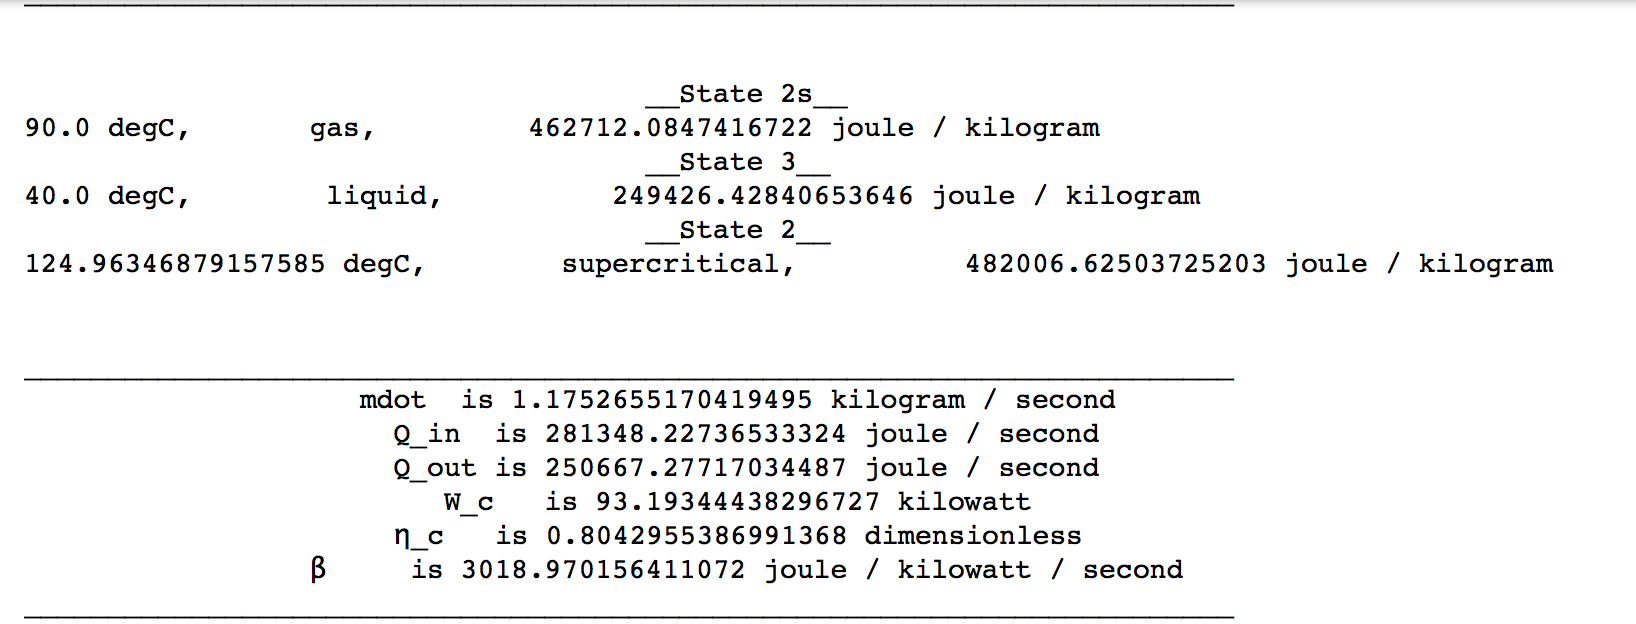 __State 2s__
90.0 degC, gas, 462712.0847416722 joule / kilogram
__State 3__
40.0 degC, liquid, 249426.42840653646 joule / kilogram
__State 2__
124.96346879157585 degC, supercritical, 482006.62503725203 joule / kilogram
mdot is 1.1752655170419495 kilogram / second
Q_in is 281348.22736533324 joule / second
Q_out is 250667.27717034487 joule / second
W_c is 93.19344438296727 kilowatt
η_c is 0.8042955386991368 dimensionless
β is 3018.970156411072 joule / kilowatt / second